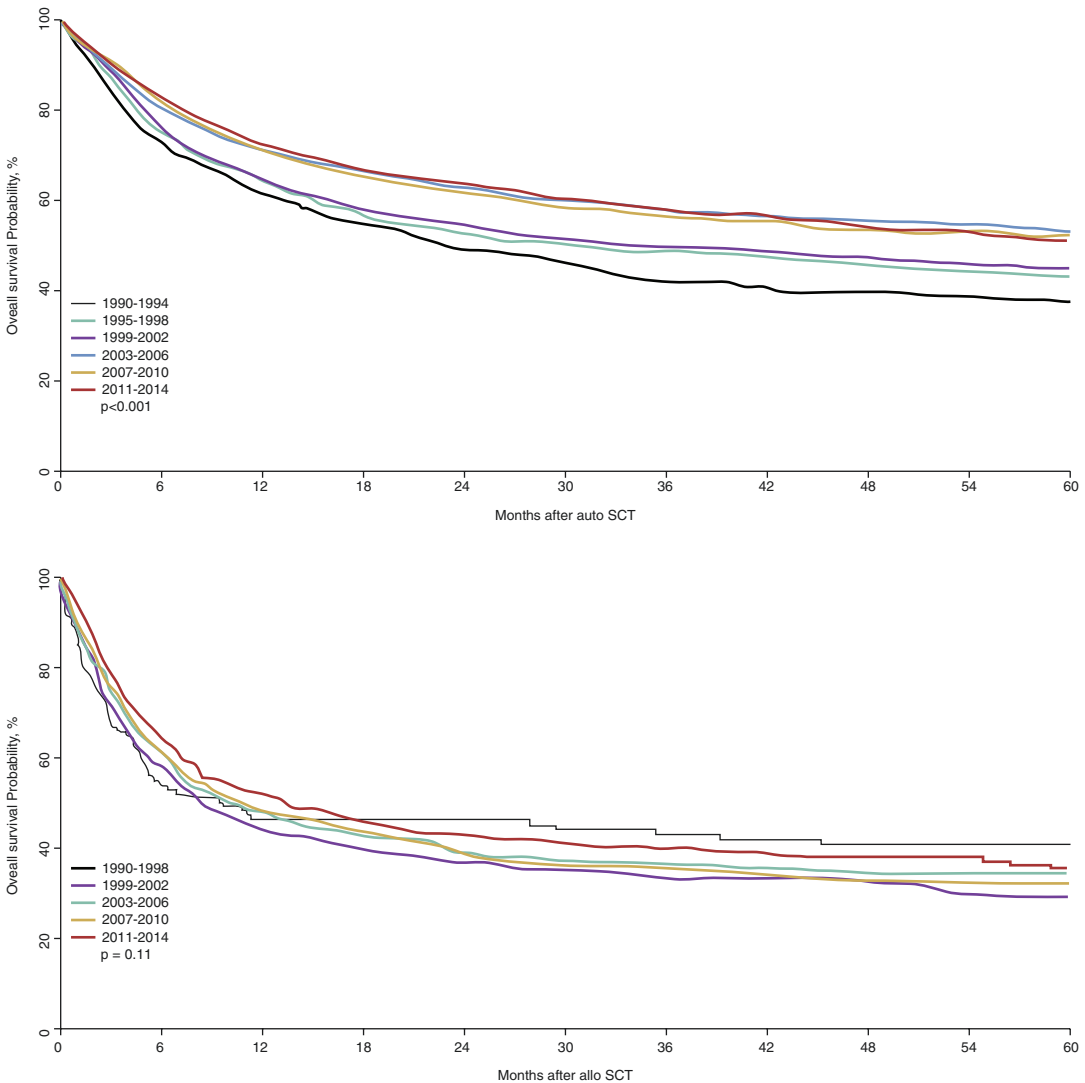 Oveall survival Probability, %
100
80
60
40
20
0
1990-1994
1995-1998
1999-2002
2003-2006
2007-2010
2011-2014
p<0.001
0 6 12 18 24 30 36 42 48 54 60
Months after auto SCT
Oveall survival Probability, %
100
80
60
40
20
0
1990-1998
1999-2002
2003-2006
2007-2010
2011-2014
p = 0.11
0 6 12 18 24 30 36 42 48 54 60
Months after allo SCT